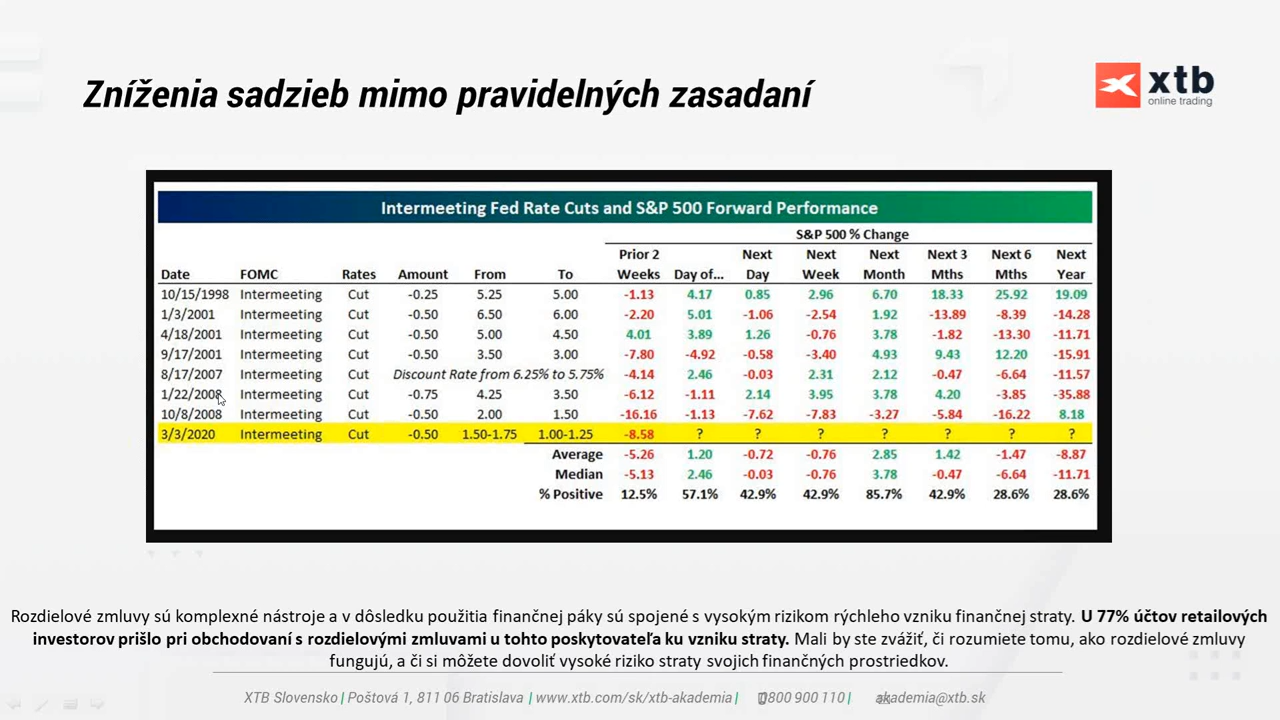 Zníženia sadzieb mimo pravidelných zasadaní
xtb
online trading
Intermeeting Fed Rate Cuts and S&P 500 Forward Performance
S&P 500 % Change
Prior 2 Next Next Next Next 3 Next 6 Next
Date FOMC Rates Amount From To Weeks Day of... Day Week Month Mths Mths Year
10/15/1998 Intermeeting Cut -0.25 5.25 5.00 -1.13 4.17 0.85 2.96 6.70 18.33 25.92 19.09
1/3/2001 Intermeeting Cut -0.50 6.50 6.00 -2.20 5.01 -1.06 -2.54 1.92 -13.89 -8.39 -14.28
4/18/2001 Intermeeting Cut -0.50 5.00 4.50 4.01 3.89 1.26 -0.76 3.78 -1.82 -13.30 -11.71
9/17/2001 Intermeeting Cut -0.50 3.50 3.00 -7.80 -4.92 -0.58 -3.40 4.93 9.43 12.20 -15.91
8/17/2007 Intermeeting Cut Discount Rate from 6.25% to 5.75% -4.14 2.46 -0.03 2.31 2.12 -0.47 -6.64 -11.57
1/22/2008 Intermeeting Cut -0.75 4.25 3.50 -6.12 -1.11 2.14 3.95 3.78 4.20 -3.85 -35.88
10/8/2008 Intermeeting Cut -0.50 2.00 1.50 -16.16 -1.13 -7.62 -7.83 -3.27 -5.84 -16.22 8.18
3/3/2020 Intermeeting Cut -0.50 1.50-1.75 1.00-1.25 -8.58 ? ? ? ? ? ? ?
Average -5.26 1.20 -0.72 -0.76 2.85 1.42 -1.47 -8.87
Median -5.13 2.46 -0.03 -0.76 3.78 -0.47 -6.64 -11.71
% Positive 12.5% 57.1% 42.9% 42.9% 85.7% 42.9% 28.6% 28.6%
Rozdielové zmluvy sú komplexné nástroje a v dôsledku použitia finančnej páky sú spojené s vysokým rizikom rýchleho vzniku finančnej straty. U 77% účtov retailových
investorov prišlo pri obchodovaní s rozdielovými zmluvami u tohto poskytovateľa ku vzniku straty. Mali by ste zvážiť, či rozumiete tomu, ako rozdielové zmluvy
fungujú, a či si môžete dovoliť vysoké riziko straty svojich finančných prostriedkov.
XTB Slovensko | Poštová 1, 811 06 Bratislava | www.xtb.com/sk/xtb-akademia | 0800 900 110 | akademia@xtb.sk